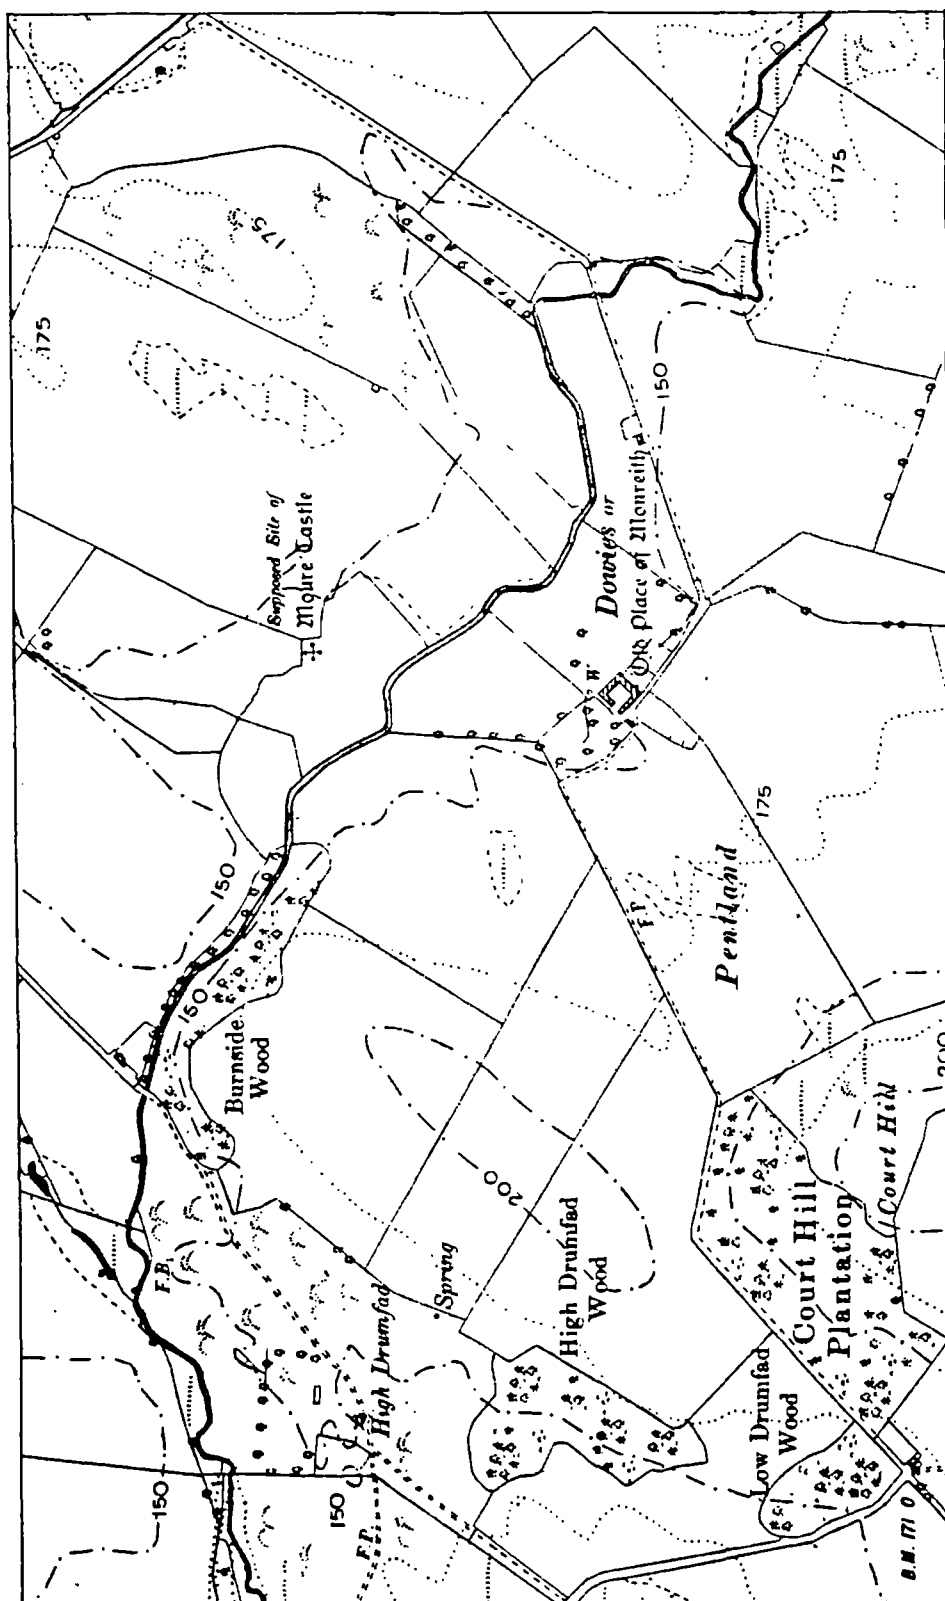 175
175
175
Supposed Site of
Moure Castle
150
Dowies or
Old Place of Monreith
W
150
150
175
F.P.
Pentland
Burnside
Wood
200
200
F.B.
Spring
High Drumfad
High Drumfad
Wood
Court Hill
Plantation
Court Hill
Low Drumfad
Wood
150
150
F.P.
B.M. 171.0